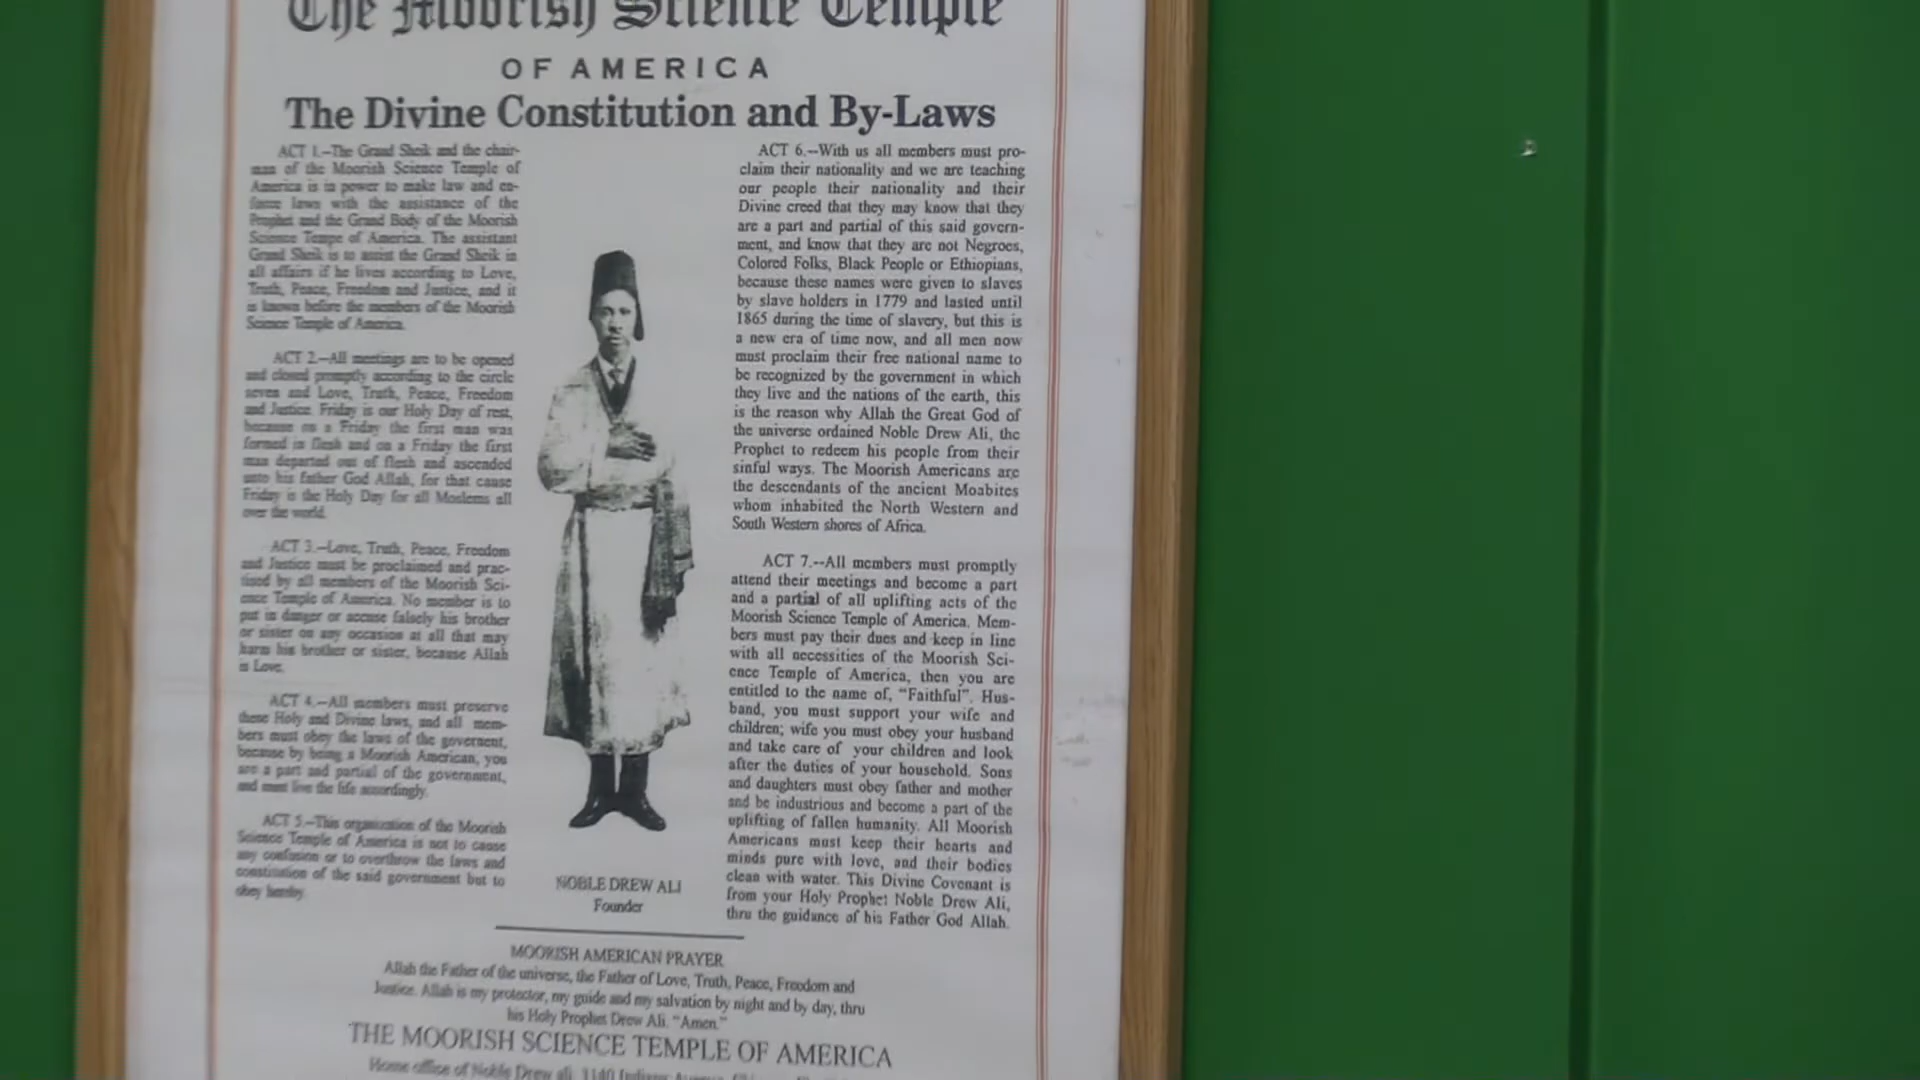 The Moorish Science Temple
OF AMERICA
The Divine Constitution and By-Laws
ACT 1.--The Grand Sheik and the chair-
man of the Moorish Science Temple of
America is in power to make law and en-
force laws with the assistance of the
Prophet and the Grand Body of the Moorish
Science Tempe of America. The assistant
Grand Sheik is to assist the Grand Sheik in
all affairs if he lives according to Love,
Truth, Peace, Freedom and Justice, and it
is known before the members of the Moorish
Science Temple of America.
ACT 2.--All meetings are to be opened
and closed promptly according to the circle
seven and Love, Truth, Peace, Freedom
and Justice. Friday is our Holy Day of rest,
because on a Friday the first man was
formed in flesh and on a Friday the first
man departed out of flesh and ascended
unto his father God Allah, for that cause
Friday is the Holy Day for all Moslems all
over the world.
ACT 3.--Love, Truth, Peace, Freedom
and Justice must be proclaimed and prac-
tised by all members of the Moorish Sci-
ence Temple of America. No member is to
put in danger or accuse falsely his brother
or sister on any occasion at all that may
harm his brother or sister, because Allah
is Love.
ACT 4.--All members must preserve
these Holy and Divine laws, and all mem-
bers must obey the laws of the goverment,
because by being a Moorish American, you
are a part and partial of the government,
and must live the life accordingly.
ACT 5.--This organization of the Moorish
Science Temple of America is not to cause
any confusion or to overthrow the laws and
constitution of the said government but to
obey hereby.
NOBLE DREW ALI
Founder
ACT 6.--With us all members must pro-
claim their nationality and we are teaching
our people their nationality and their
Divine creed that they may know that they
are a part and partial of this said govern-
ment, and know that they are not Negroes,
Colored Folks, Black People or Ethiopians,
because these names were given to slaves
by slave holders in 1779 and lasted until
1865 during the time of slavery, but this is
a new era of time now, and all men now
must proclaim their free national name to
be recognized by the government in which
they live and the nations of the earth, this
is the reason why Allah the Great God of
the universe ordained Noble Drew Ali, the
Prophet to redeem his people from their
sinful ways. The Moorish Americans are
the descendants of the ancient Moabites
whom inhabited the North Western and
South Western shores of Africa.
ACT 7.--All members must promptly
attend their meetings and become a part
and a partial of all uplifting acts of the
Moorish Science Temple of America. Mem-
bers must pay their dues and keep in line
with all necessities of the Moorish Sci-
ence Temple of America, then you are
entitled to the name of, "Faithful". Hus-
band, you must support your wife and
children; wife you must obey your husband
and take care of your children and look
after the duties of your household. Sons
and daughters must obey father and mother
and be industrious and become a part of the
uplifting of fallen humanity. All Moorish
Americans must keep their hearts and
minds pure with love, and their bodies
clean with water. This Divine Covenant is
from your Holy Prophet Noble Drew Ali,
thru the guidance of his Father God Allah.
MOORISH AMERICAN PRAYER
Allah the Father of the universe, the Father of Love, Truth, Peace, Freedom and
Justice. Allah is my protector, my guide and my salvation by night and by day, thru
his Holy Prophet Drew Ali. "Amen."
THE MOORISH SCIENCE TEMPLE OF AMERICA
Home office of Noble Drew ali, 1140